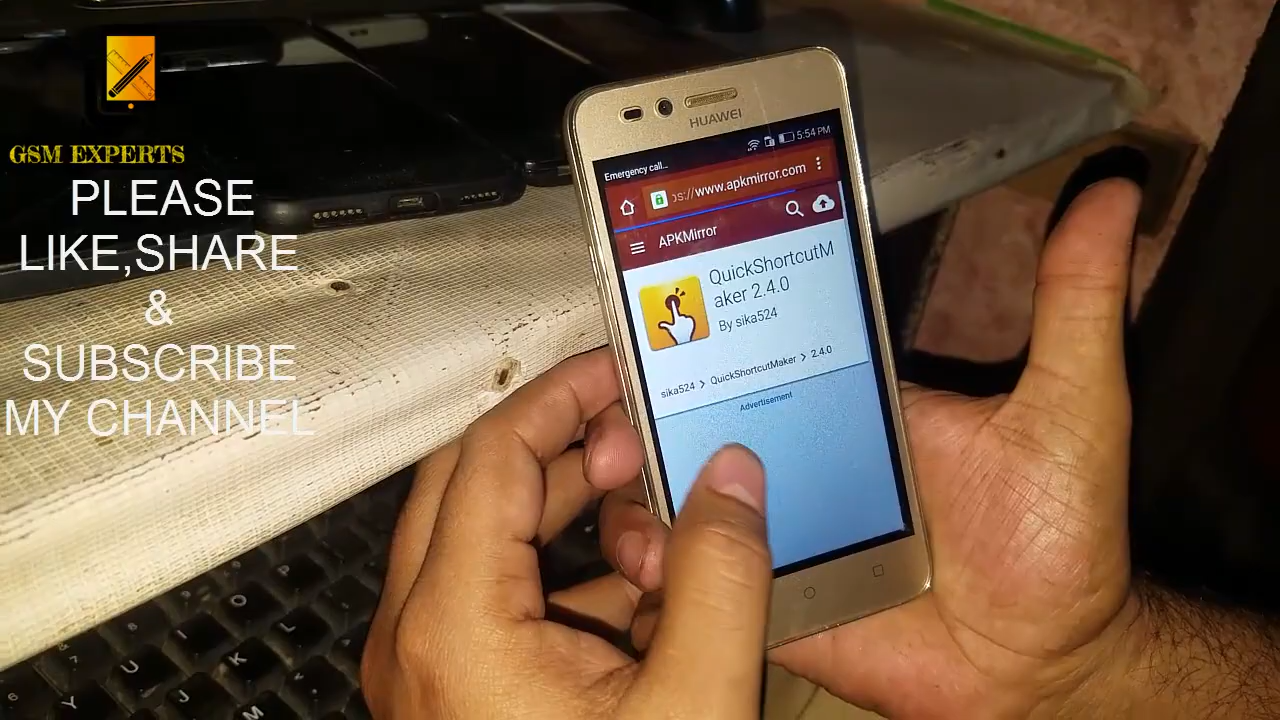 GSM EXPERTS
PLEASE
LIKE,SHARE
&
SUBSCRIBE
MY CHANNEL
HUAWEI
Emergency call...
5:54 PM
ps://www.apkmirror.com
APKMirror
QuickShortcutM
aker 2.4.0
By sika524
sika524 > QuickShortcutMaker > 2.4.0
Advertisement
O
L
U
K
Y
J
M